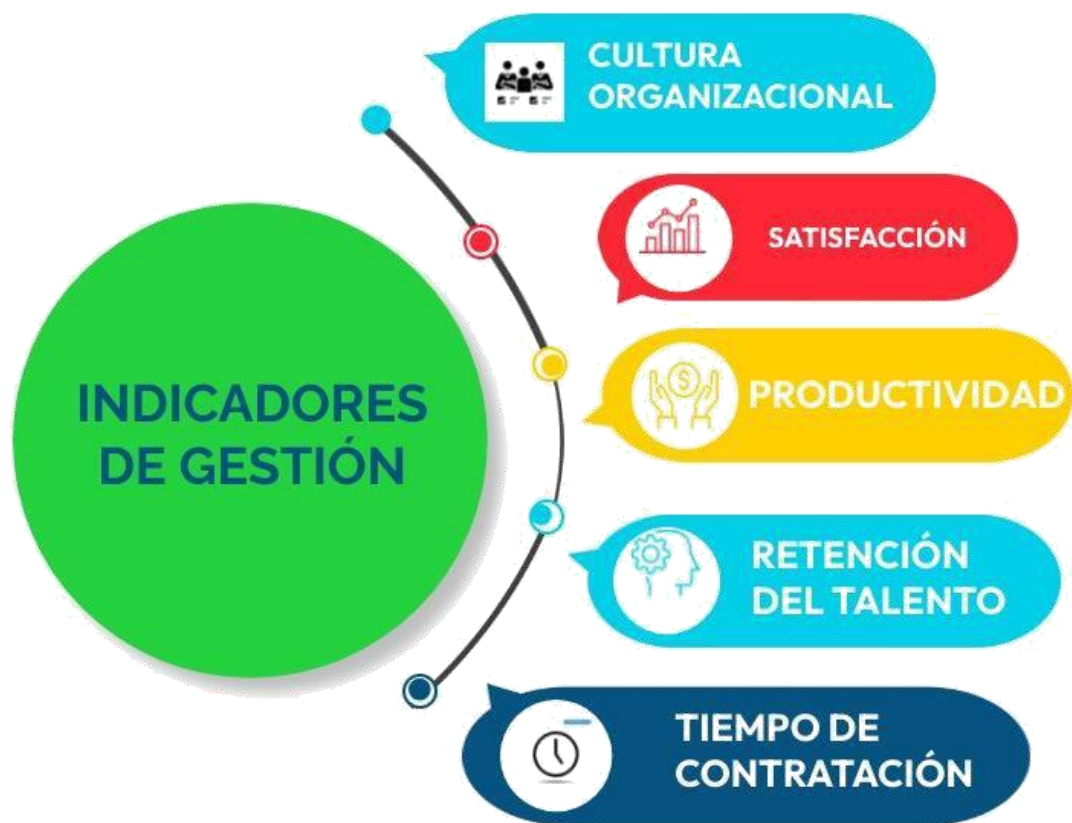 CULTURA
ORGANIZACIONAL
SATISFACCIÓN
INDICADORES
DE GESTIÓN
PRODUCTIVIDAD
RETENCIÓN
DEL TALENTO
TIEMPO DE
CONTRATACIÓN